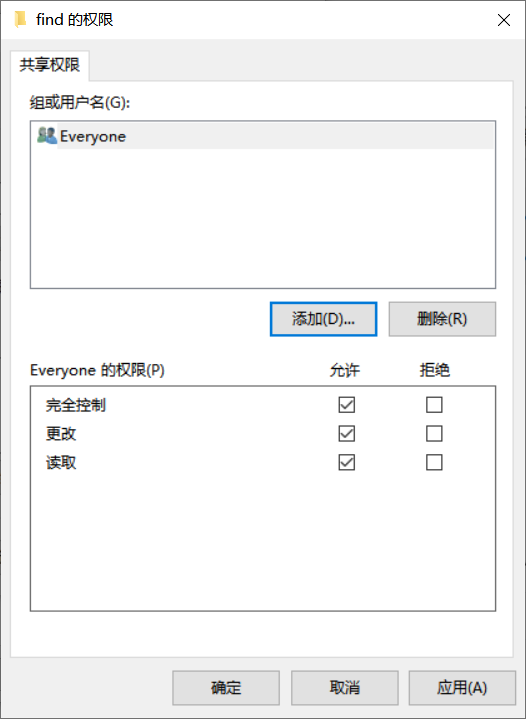 find 的权限
共享权限
组或用户名(G):
Everyone
添加(D)... 删除(R)
Everyone 的权限(P) 允许 拒绝
完全控制
更改
读取
确定 取消 应用(A)